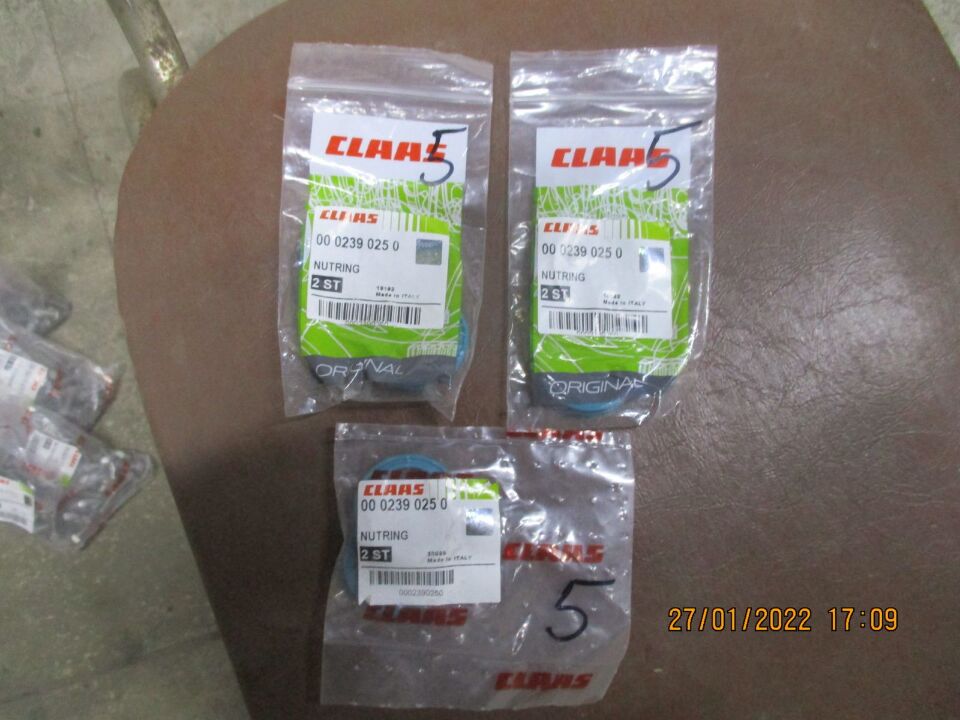 CLAAS
5
CLAAS
00 0239 025 0
NUTRING
2 ST
Made in ITALY
ORIGINAL
CLAAS
5
CLAAS
00 0239 025 0
NUTRING
2 ST
Made in ITALY
ORIGINAL
CLAAS
CLAAS
00 0239 025 0
NUTRING
2 ST
Made in ITALY
0002390250
CLAAS
CLAAS
5
CLAAS
27/01/2022 17:09